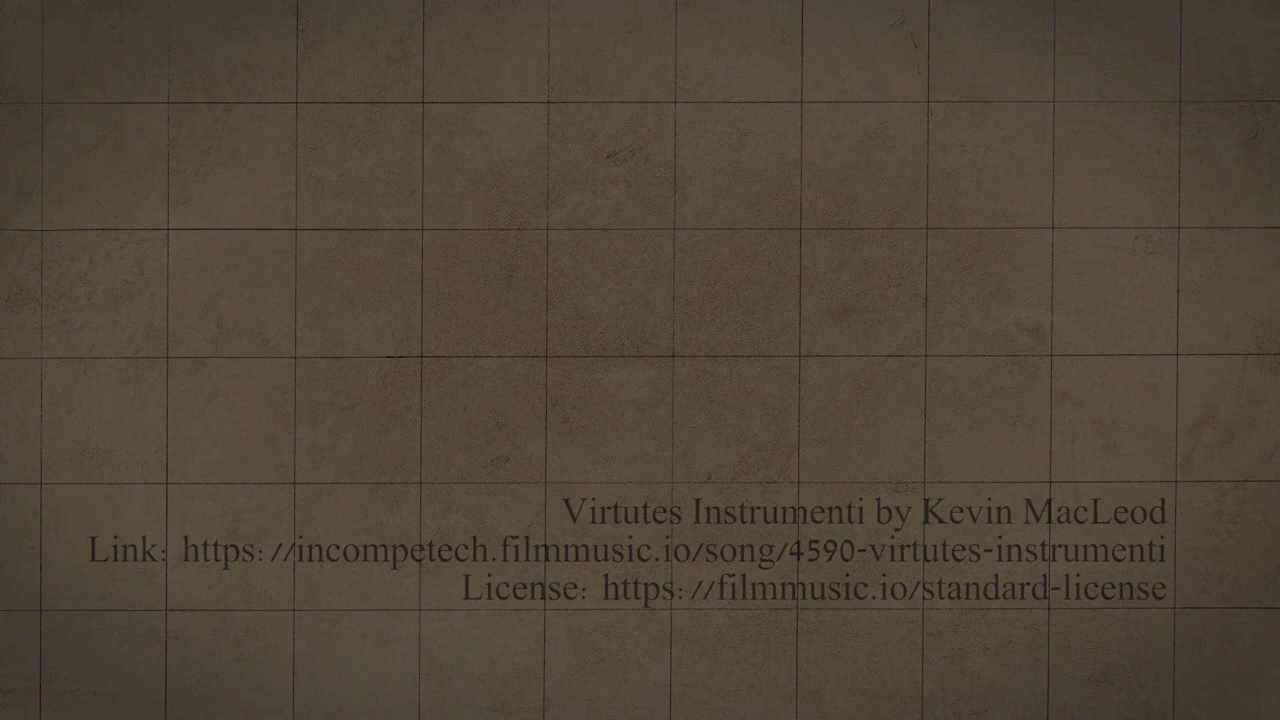 Virtutes Instrumenti by Kevin MacLeod
Link: https://incompetech.filmmusic.io/song/4590-virtutes-instrumenti
License: https://filmmusic.io/standard-license